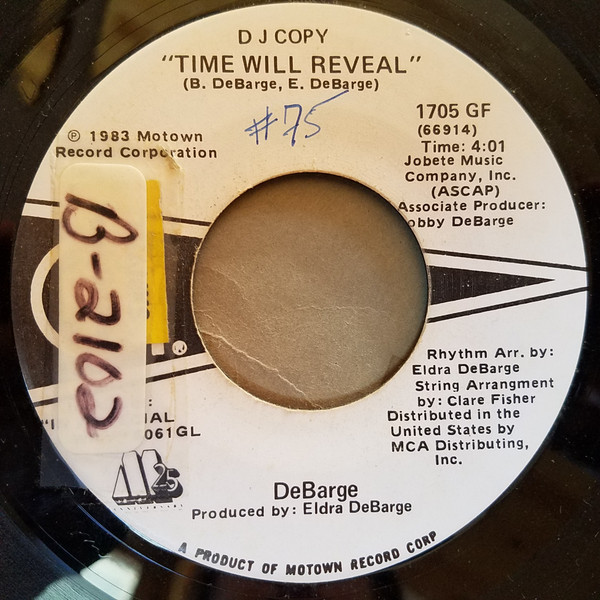 D J COPY
"TIME WILL REVEAL"
(B. DeBarge, E. DeBarge)
#75
℗ 1983 Motown
Record Corporation
1705 GF
(66914)
Time: 4:01
Jobete Music
Company, Inc.
(ASCAP)
Associate Producer:
obby DeBarge
B-2102
Rhythm Arr. by:
Eldra DeBarge
String Arrangment
by: Clare Fisher
Distributed in the
United States by
MCA Distributing,
Inc.
061GL
25
DeBarge
Produced by: Eldra DeBarge
A PRODUCT OF MOTOWN RECORD CORP